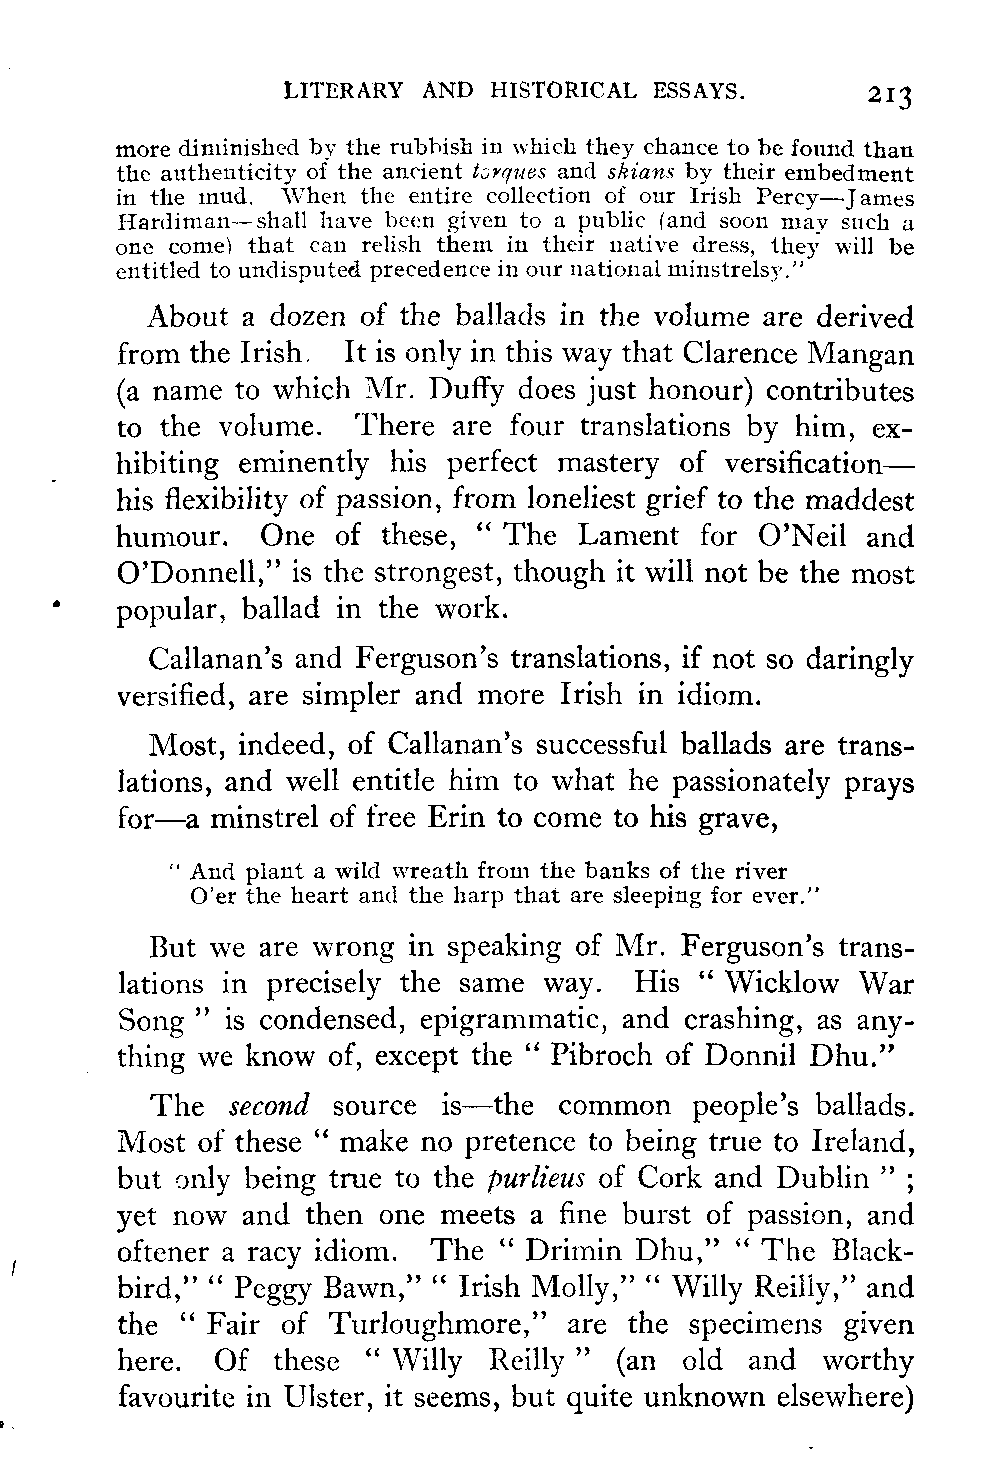 LITERARY AND HISTORICAL ESSAYS. 213
more diminished by the rubbish in which they chance to be found than
the authenticity of the ancient torques and skians by their embedment
in the mud. When the entire collection of our Irish Percy—James
Hardiman—shall have been given to a public (and soon may such a
one come) that can relish them in their native dress, they will be
entitled to undisputed precedence in our national minstrelsy."
About a dozen of the ballads in the volume are derived
from the Irish. It is only in this way that Clarence Mangan
(a name to which Mr. Duffy does just honour) contributes
to the volume. There are four translations by him, ex-
hibiting eminently his perfect mastery of versification—
his flexibility of passion, from loneliest grief to the maddest
humour. One of these, "The Lament for O'Neil and
O'Donnell," is the strongest, though it will not be the most
popular, ballad in the work.
Callanan's and Ferguson's translations, if not so daringly
versified, are simpler and more Irish in idiom.
Most, indeed, of Callanan's successful ballads are trans-
lations, and well entitle him to what he passionately prays
for—a minstrel of free Erin to come to his grave,
"And plant a wild wreath from the banks of the river
O'er the heart and the harp that are sleeping for ever."
But we are wrong in speaking of Mr. Ferguson's trans-
lations in precisely the same way. His "Wicklow War
Song" is condensed, epigrammatic, and crashing, as any-
thing we know of, except the "Pibroch of Donnil Dhu."
The second source is—the common people's ballads.
Most of these "make no pretence to being true to Ireland,
but only being true to the purlieus of Cork and Dublin";
yet now and then one meets a fine burst of passion, and
oftener a racy idiom. The "Drimin Dhu," "The Black-
bird," "Peggy Bawn," "Irish Molly," "Willy Reilly," and
the "Fair of Turloughmore," are the specimens given
here. Of these "Willy Reilly" (an old and worthy
favourite in Ulster, it seems, but quite unknown elsewhere)